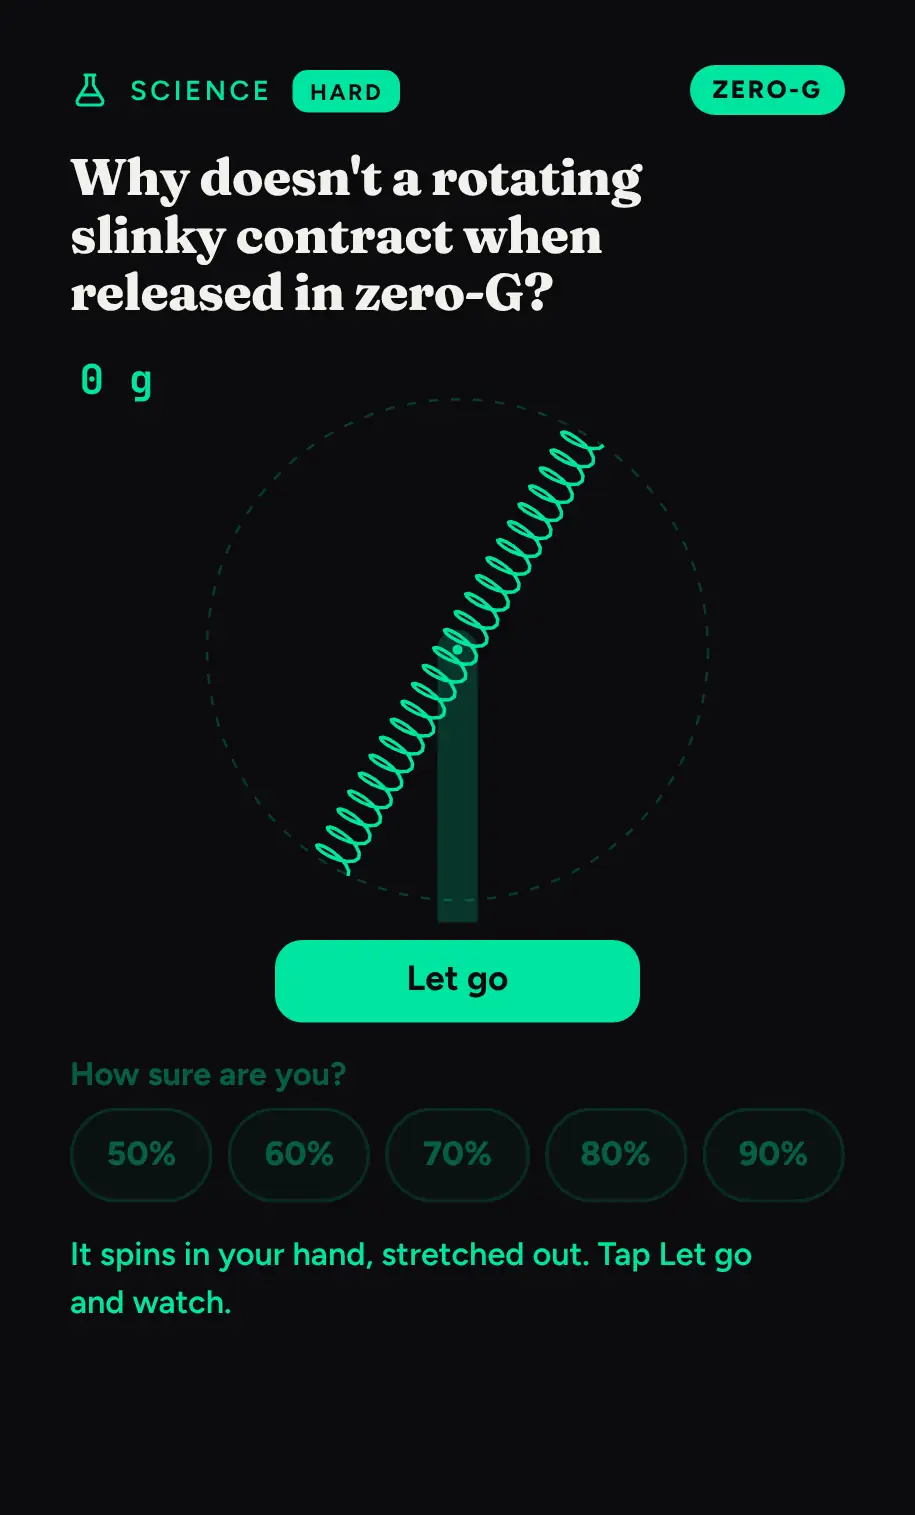 SCIENCE HARD ZERO-G
Why doesn't a rotating
slinky contract when
released in zero-G?
0 g
Let go
How sure are you?
50% 60% 70% 80% 90%
It spins in your hand, stretched out. Tap Let go
and watch.